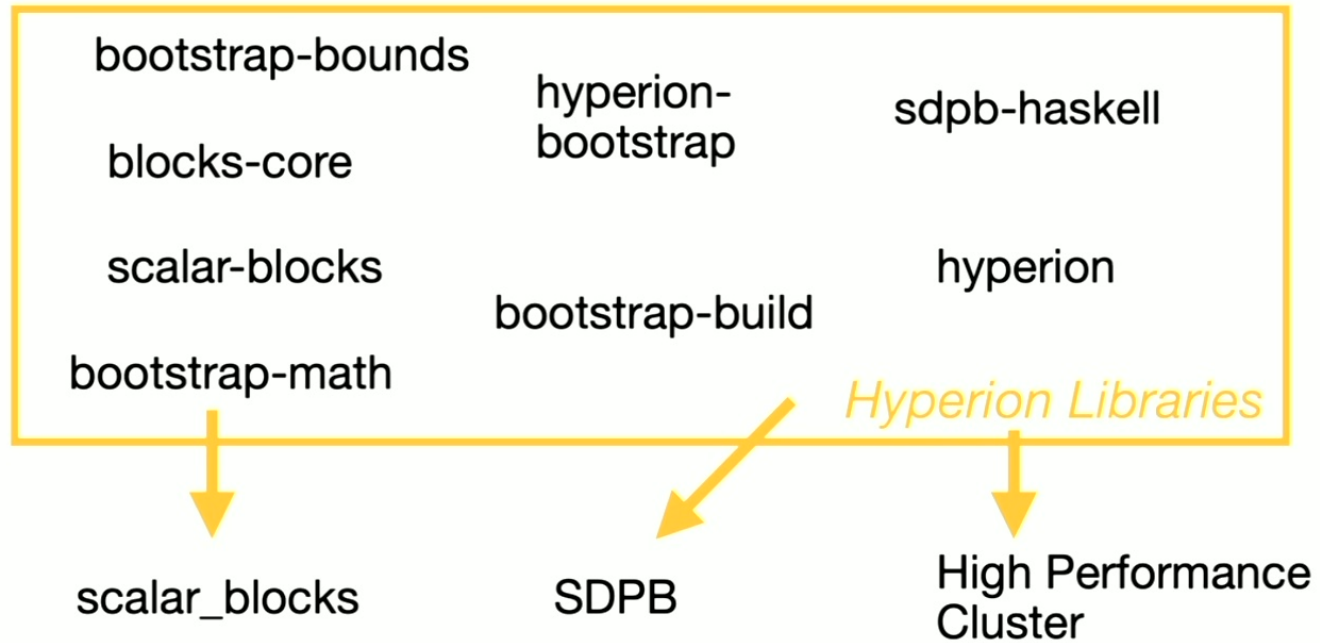 bootstrap-bounds
hyperion-
bootstrap
sdpb-haskell
blocks-core
scalar-blocks
hyperion
bootstrap-build
bootstrap-math
Hyperion Libraries
scalar_blocks
SDPB
High Performance
Cluster